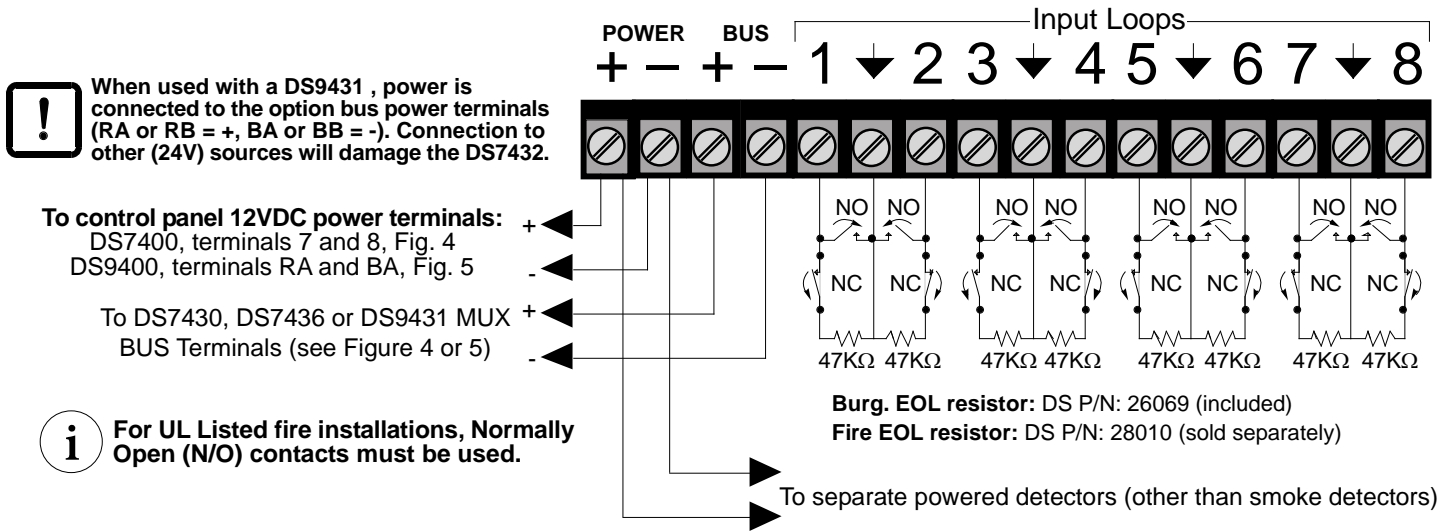 Input Loops
POWER BUS
+ − + − 1 2 3 4 5 6 7 8
!
When used with a DS9431 , power is
connected to the option bus power terminals
(RA or RB = +, BA or BB = -). Connection to
other (24V) sources will damage the DS7432.
To control panel 12VDC power terminals:
DS7400, terminals 7 and 8, Fig. 4
DS9400, terminals RA and BA, Fig. 5
+
-
To DS7430, DS7436 or DS9431 MUX
BUS Terminals (see Figure 4 or 5)
+
-
NO NO NO NO NO NO NO NO
NC NC NC NC NC NC NC NC
47KΩ 47KΩ 47KΩ 47KΩ 47KΩ 47KΩ 47KΩ 47KΩ
Burg. EOL resistor: DS P/N: 26069 (included)
Fire EOL resistor: DS P/N: 28010 (sold separately)
i
For UL Listed fire installations, Normally
Open (N/O) contacts must be used.
To separate powered detectors (other than smoke detectors)